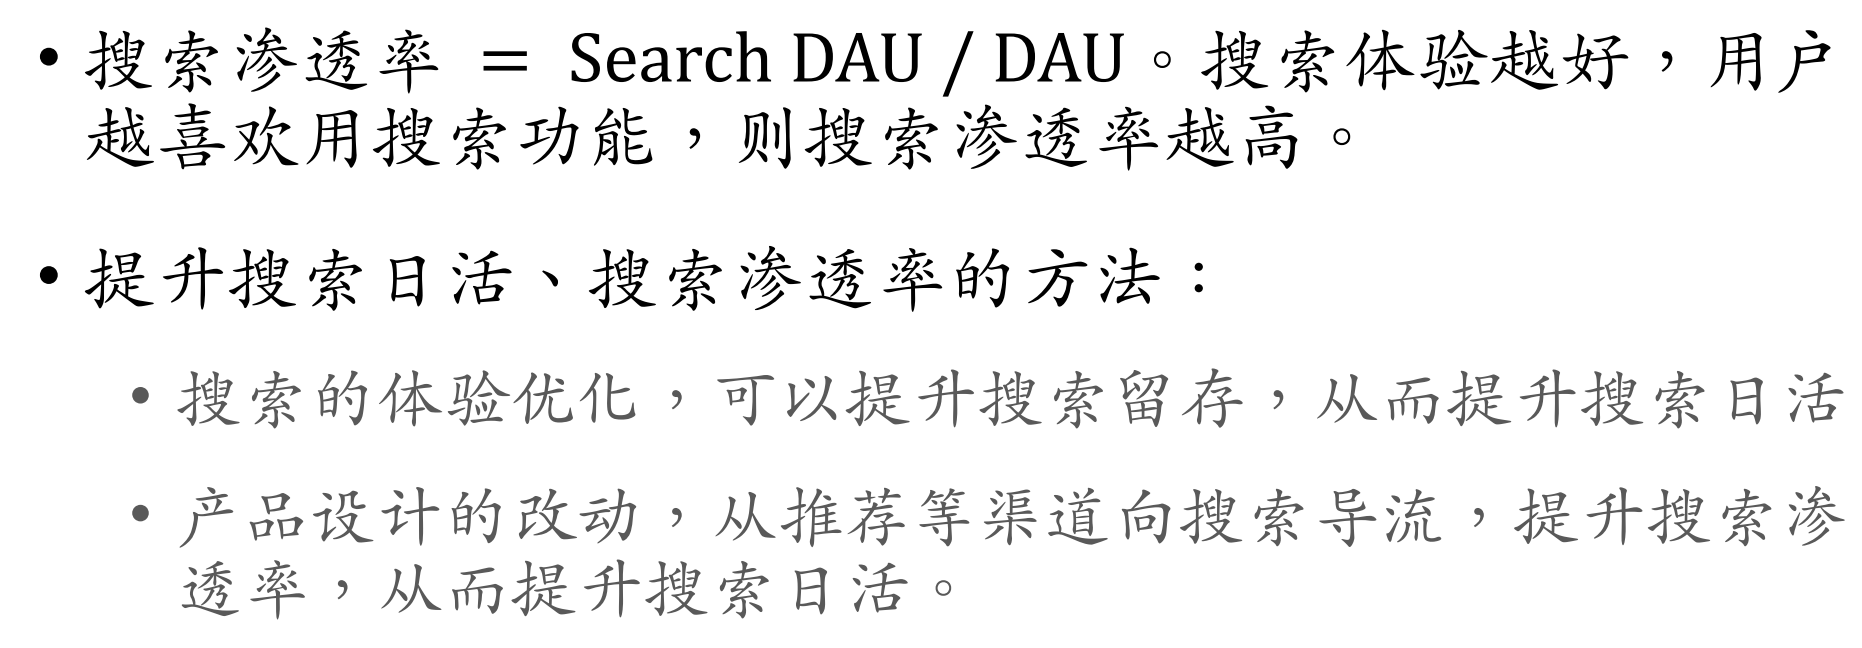 • 搜索渗透率 = Search DAU / DAU。搜索体验越好，用户
越喜欢用搜索功能，则搜索渗透率越高。
• 提升搜索日活、搜索渗透率的方法：
• 搜索的体验优化，可以提升搜索留存，从而提升搜索日活
• 产品设计的改动，从推荐等渠道向搜索导流，提升搜索渗
透率，从而提升搜索日活。